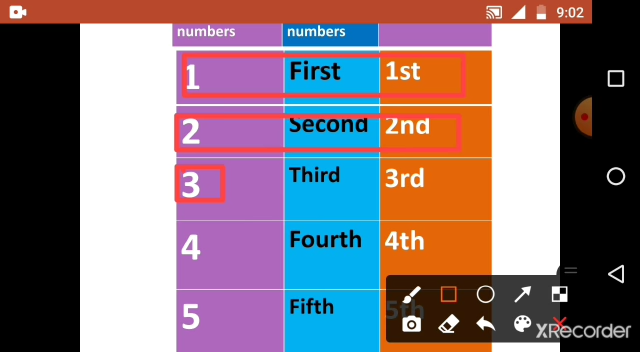 9:02
numbers numbers
1 First 1st
2 Second 2nd
3 Third 3rd
4 Fourth 4th
5 Fifth 5th
XRecorder